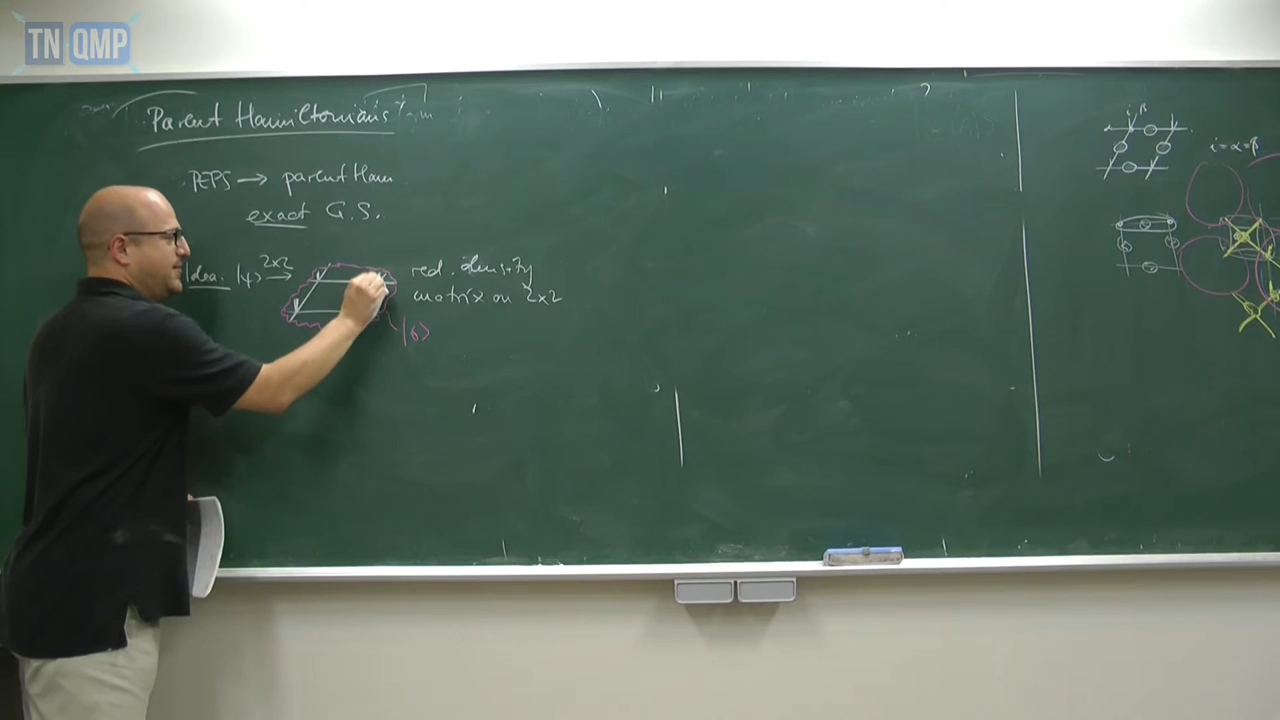 TN QMP
Parent Hamiltonians
PEPS → parent Ham
exact G.S.
Idea: |ψ⟩ 2x2 →
red. density
matrix on 2x2
|6⟩
i β
i=α=β